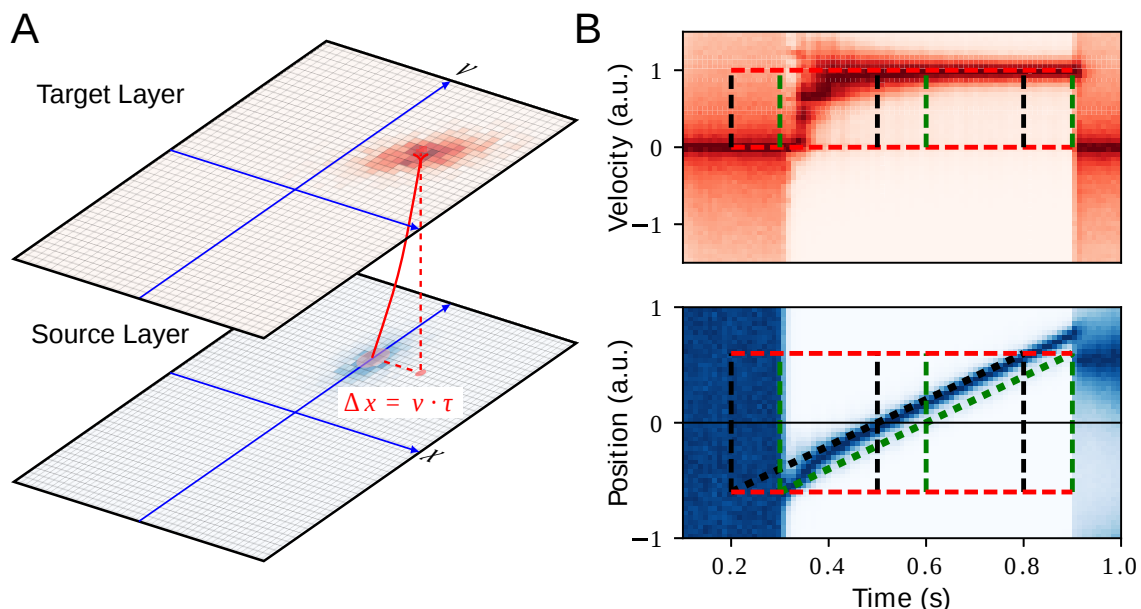 A
Target Layer
v
Source Layer
Δ x = v · τ
x
B
Velocity (a.u.)
1
0
−1
Position (a.u.)
1
0
−1
0.2
0.4
0.6
0.8
1.0
Time (s)